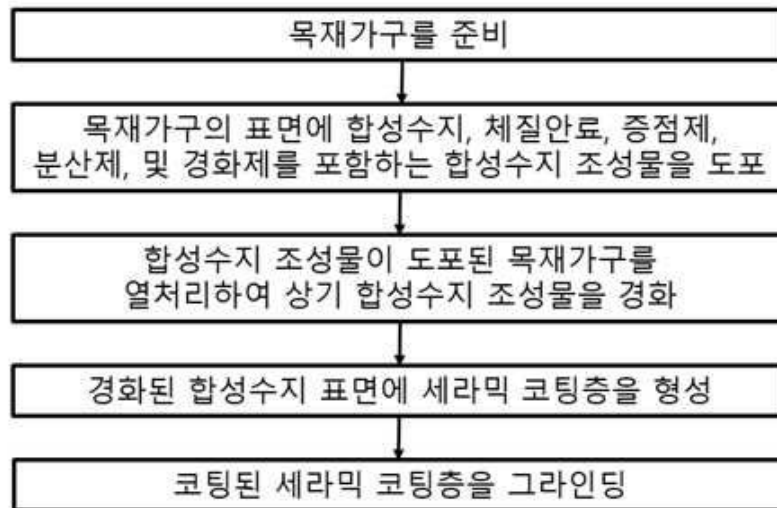 목재가구를 준비
목재가구의 표면에 합성수지, 체질안료, 증점제,
분산제, 및 경화제를 포함하는 합성수지 조성물을 도포
합성수지 조성물이 도포된 목재가구를
열처리하여 상기 합성수지 조성물을 경화
경화된 합성수지 표면에 세라믹 코팅층을 형성
코팅된 세라믹 코팅층을 그라인딩